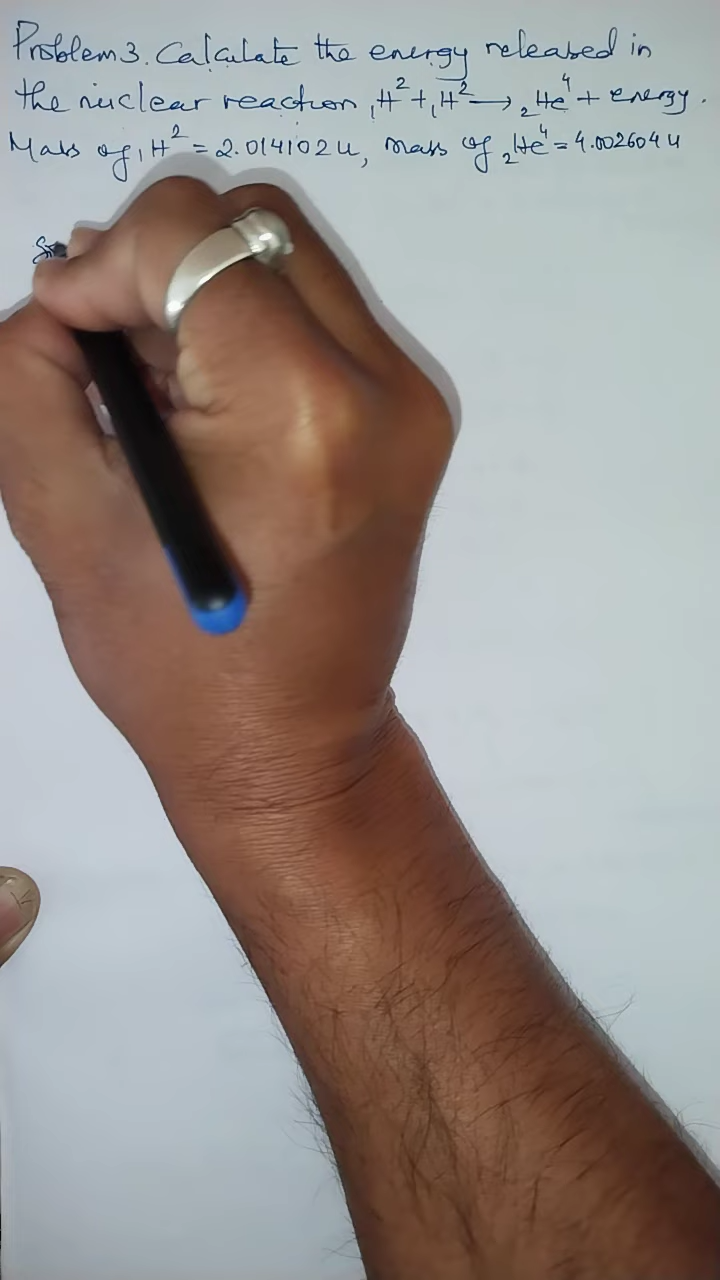 Problem 3. Calculate the energy released in
the nuclear reaction ₁H² + ₁H² → ₂He⁴ + energy.
Mass of ₁H² = 2.014102 u, mass of ₂He⁴ = 4.002604 u